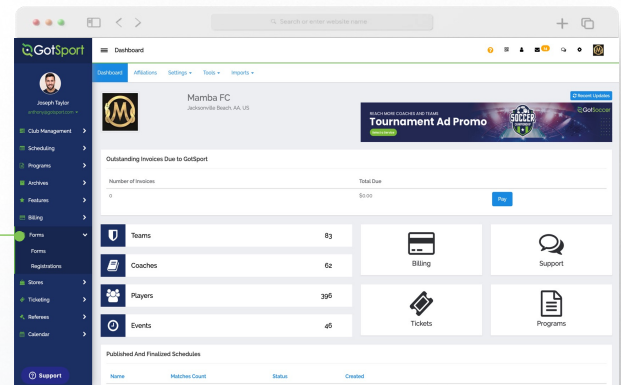 Search or enter website name
GotSport
Dashboard
Joseph Taylor
Dashboard Affiliations Settings Tools Imports
Mamba FC
Jacksonville Beach, AA, US
Recent Updates
REACH MORE COACHES AND TEAMS
Tournament Ad Promo
SOCCER
GotSoccer
Club Management
Scheduling
Programs
Archives
Features
Billing
Forms
Forms
Registrations
Stores
Ticketing
Referees
Calendar
Support
Outstanding Invoices Due to GotSport
Number of Invoices Total Due
0 $0.00 Pay
Teams 83
Coaches 62
Players 396
Events 46
Billing
Support
Tickets
Programs
Published And Finalized Schedules
Name Matches Count Status Created